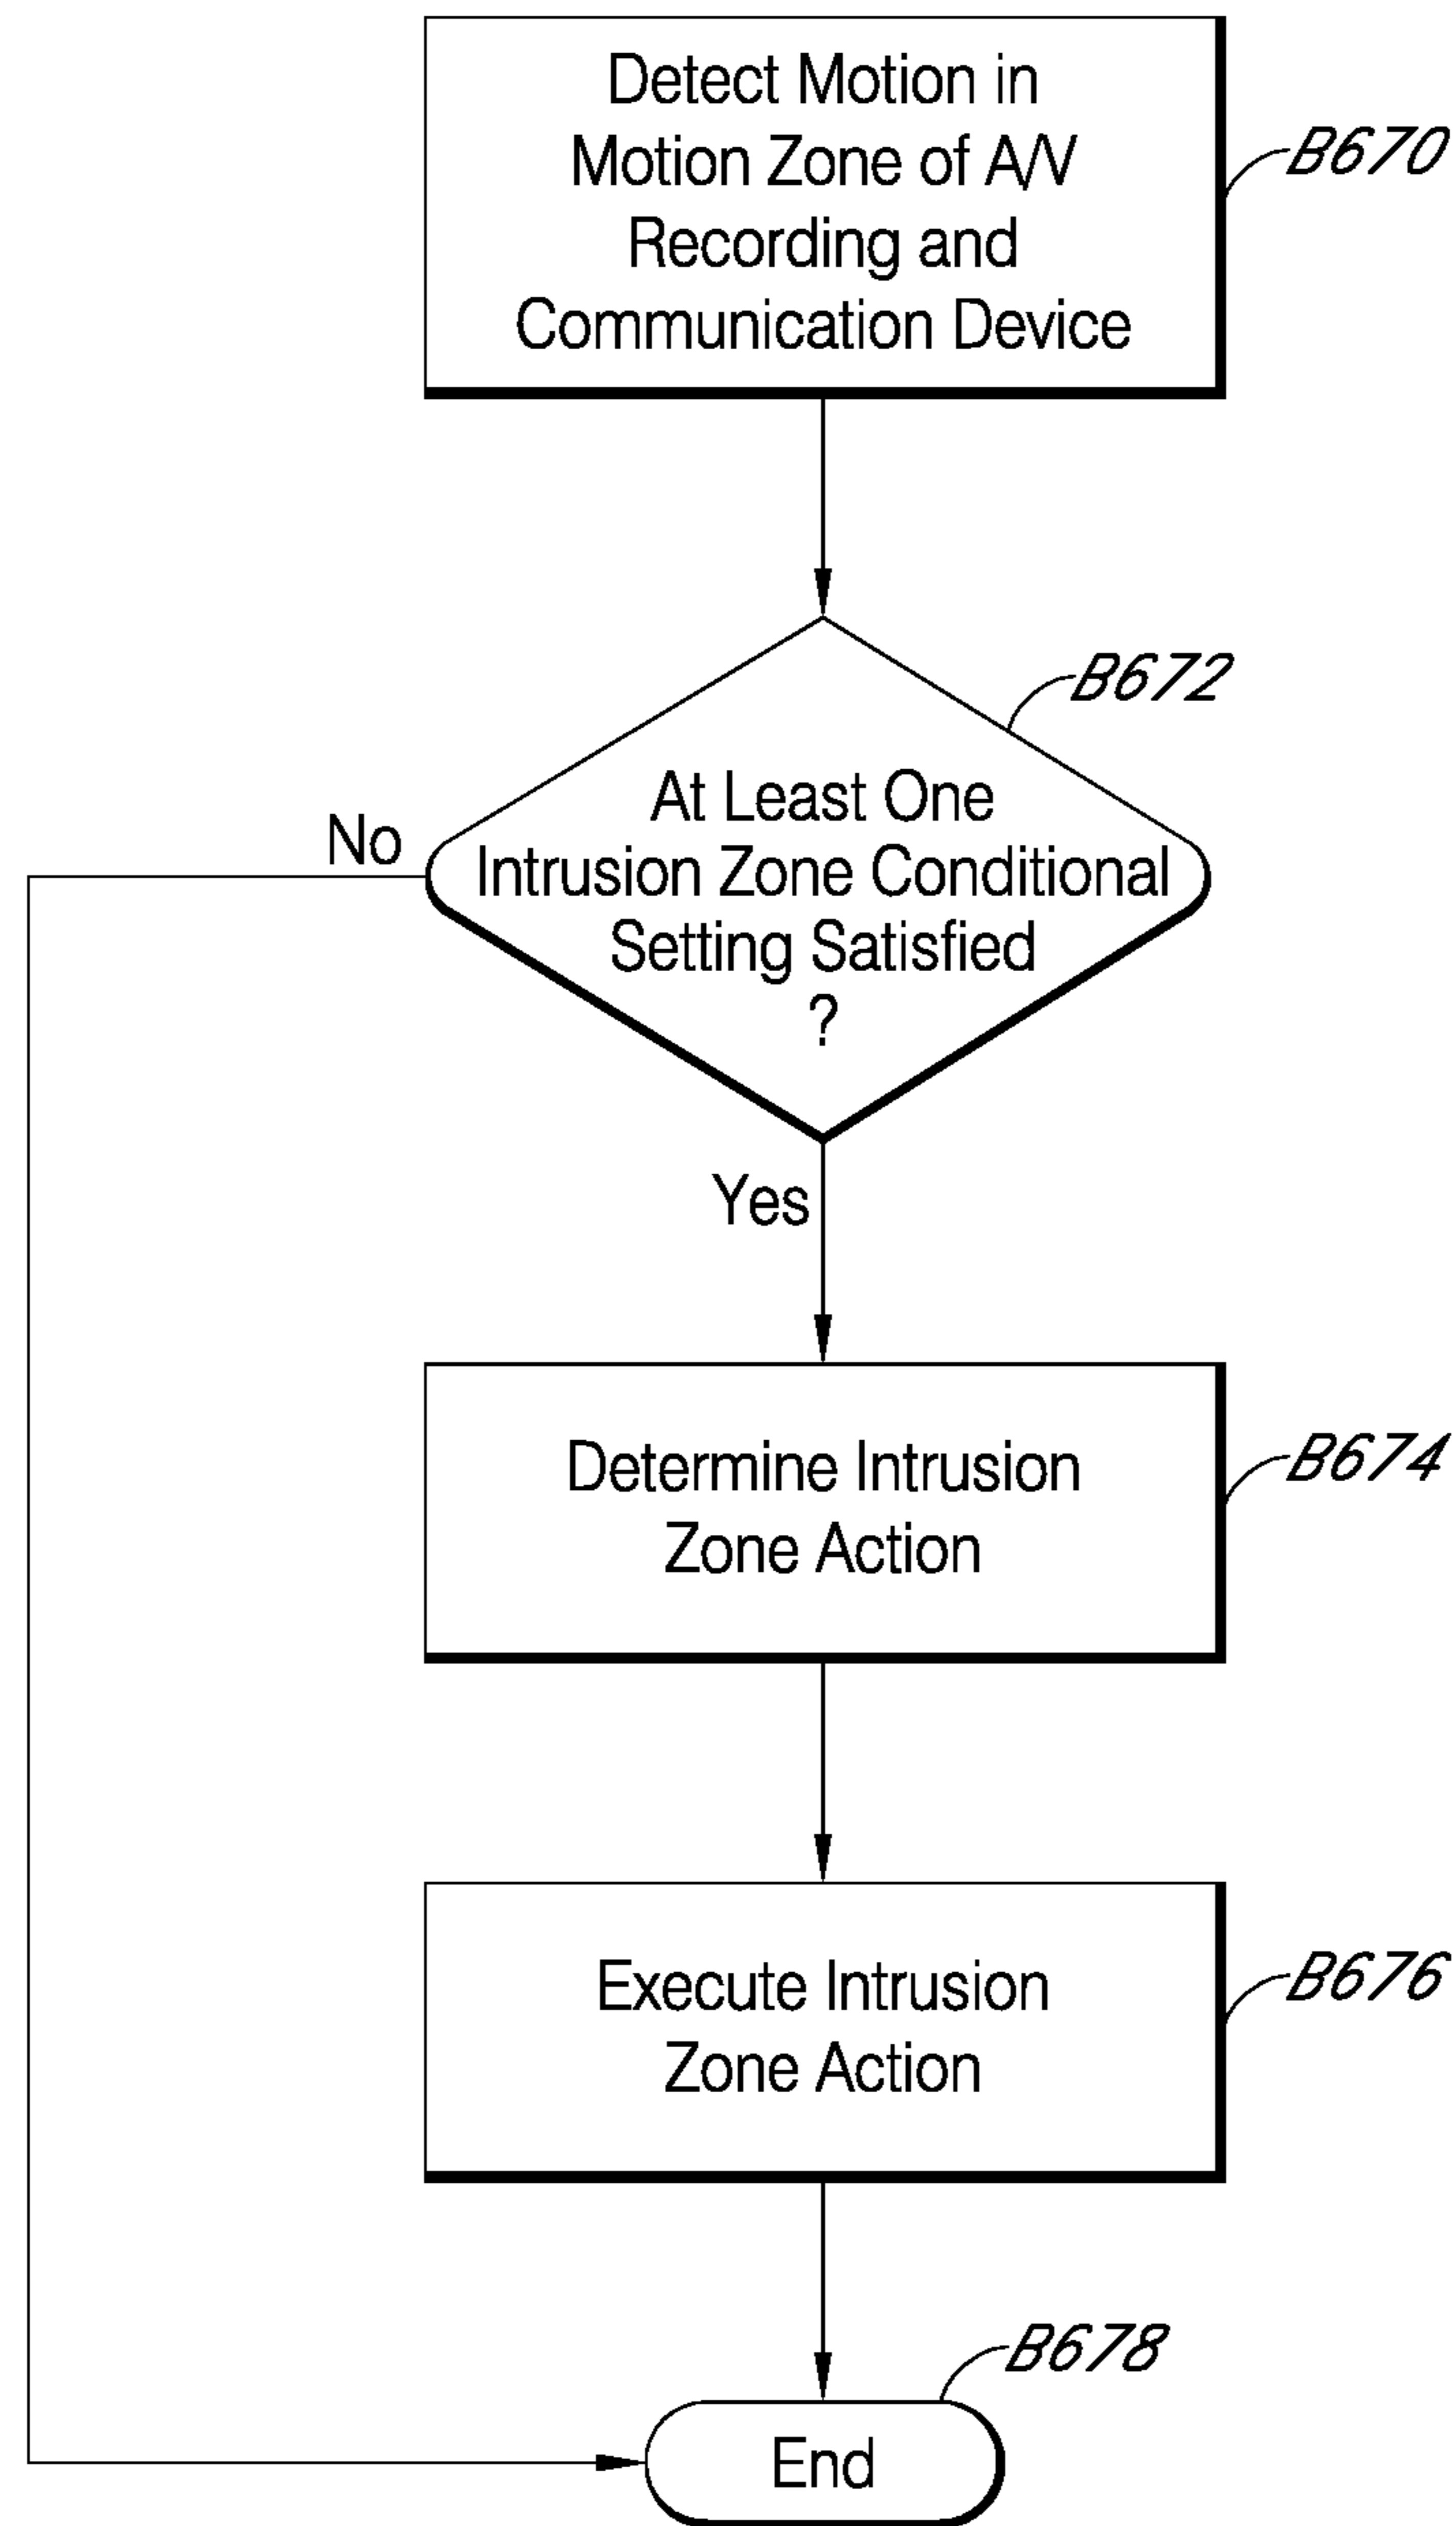 Detect Motion in
Motion Zone of A/V
Recording and
Communication Device
B670
B672
At Least One
Intrusion Zone Conditional
Setting Satisfied
?
No
Yes
Determine Intrusion
Zone Action
B674
Execute Intrusion
Zone Action
B676
B678
End